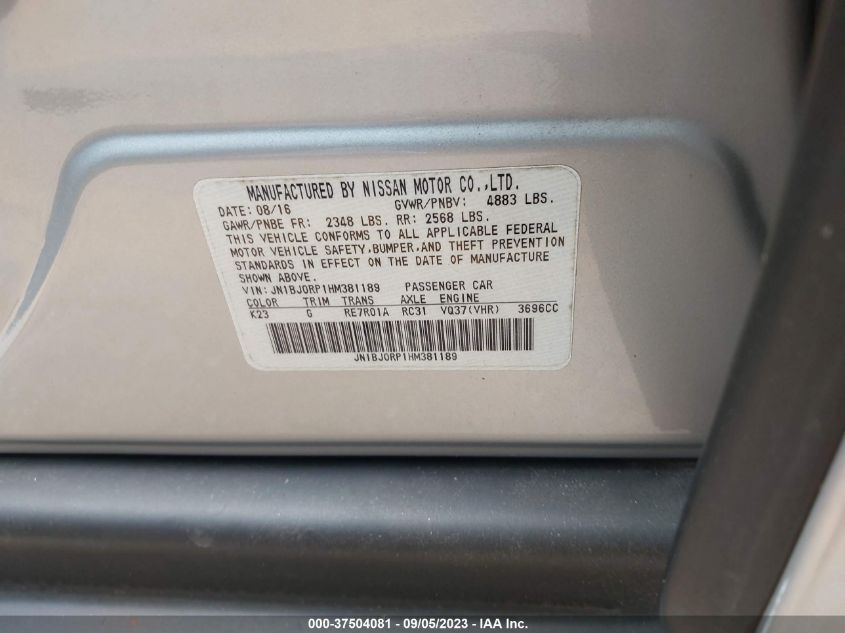 MANUFACTURED BY NISSAN MOTOR CO.,LTD.
DATE: 08/16 GVWR/PNBV: 4883 LBS.
GAWR/PNBE FR: 2348 LBS. RR: 2568 LBS.
THIS VEHICLE CONFORMS TO ALL APPLICABLE FEDERAL
MOTOR VEHICLE SAFETY,BUMPER,AND THEFT PREVENTION
STANDARDS IN EFFECT ON THE DATE OF MANUFACTURE
SHOWN ABOVE.
VIN: JN1BJ0RP1HM381189 PASSENGER CAR
COLOR TRIM TRANS AXLE ENGINE
K23 G RE7R01A RC31 VQ37(VHR) 3696CC
JN1BJ0RP1HM381189
000-37504081 - 09/05/2023 - IAA Inc.